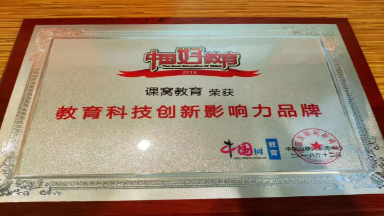 中国好教育
2018
课窝教育 荣获
教育科技创新影响力品牌
中国网 教育